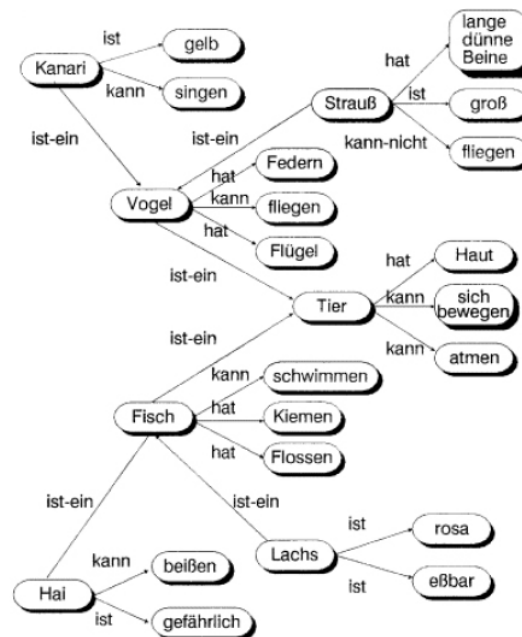 ist
gelb
Kanari
kann
singen
ist-ein
lange
dünne
Beine
hat
Strauß
ist
groß
kann-nicht
fliegen
ist-ein
Vogel
hat
Federn
kann
fliegen
hat
Flügel
ist-ein
Tier
hat
Haut
kann
sich
bewegen
kann
atmen
ist-ein
Fisch
kann
schwimmen
hat
Kiemen
hat
Flossen
ist-ein
ist-ein
Hai
kann
beißen
ist
gefährlich
Lachs
ist
rosa
ist
eßbar